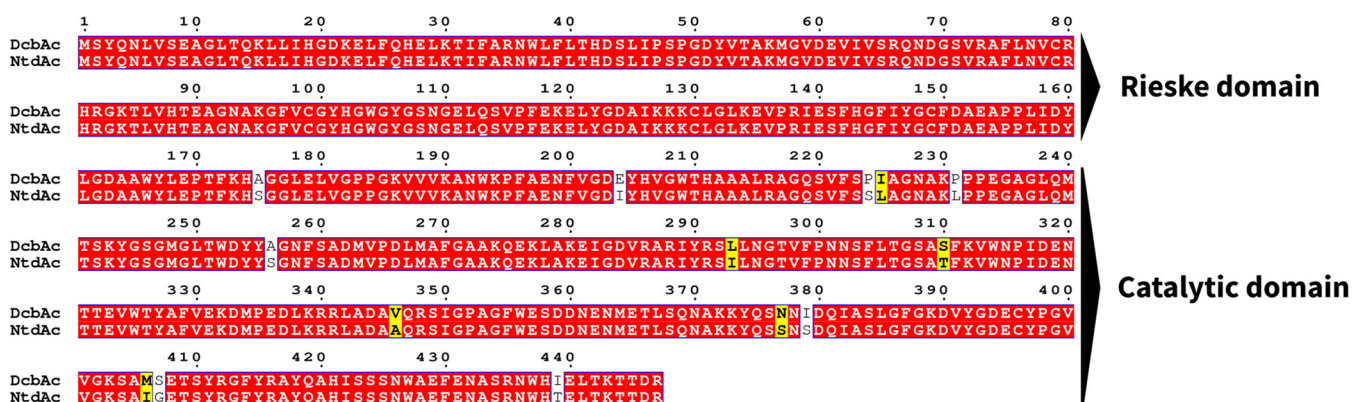 1 10 20 30 40 50 60 70 80
DcbAc MSYQNLVSEAGLTQKLLIHGDKELFQHELKTIFARNWLFLTHDSLIPSPGDYVTAKMGVDEVIVSRQNDGSVRAFLNVCR
NtdAc MSYQNLVSEAGLTQKLLIHGDKELFQHELKTIFARNWLFLTHDSLIPSPGDYVTAKMGVDEVIVSRQNDGSVRAFLNVCR
Rieske domain
90 100 110 120 130 140 150 160
DcbAc HRGKTLVHTEAGNAKGFVCGYHGWGYGSNGELQSVPFEKELYGDAIKKKCLGLKEVPRIESFHGFIYGCFDAEAPPLIDY
NtdAc HRGKTLVHTEAGNAKGFVCGYHGWGYGSNGELQSVPFEKELYGDAIKKKCLGLKEVPRIESFHGFIYGCFDAEAPPLIDY
170 180 190 200 210 220 230 240
DcbAc LGDAAWYLEPTFKHAGGLELVGPPGKVVVKANWKPFAENFVGDEYHVGWTHAAALRAGQSVFSPIAGNAKPPPEGAGLQM
NtdAc LGDAAWYLEPTFKHSGGLELVGPPGKVVVKANWKPFAENFVGDIYHVGWTHAAALRAGQSVFSSLAGNAKLPPEGAGLQM
250 260 270 280 290 300 310 320
DcbAc TSKYGSGMGLTWDYYAGNFSADMVPDLMAFGAAKQEKLAKEIGDVRARIYRSLLNGTVFPNNSFLTGSASFKVWNPIDEN
NtdAc TSKYGSGMGLTWDYYSGNFSADMVPDLMAFGAAKQEKLAKEIGDVRARIYRSILNGTVFPNNSFLTGSATFKVWNPIDEN
Catalytic domain
330 340 350 360 370 380 390 400
DcbAc TTEVWTYAFVEKDMPEDLKRRLADAVQRSIGPAGFWESDDNENMETLSQNAKKYQSNNIDQIASLGFGKDVYGDECYPGV
NtdAc TTEVWTYAFVEKDMPEDLKRRLADAAQRSIGPAGFWESDDNENMETLSQNAKKYQSSNSDQIASLGFGKDVYGDECYPGV
410 420 430 440
DcbAc VGKSAMSETSYRGFYRAYQAHISSSNWAEFENASRNWHIELTKTTDR
NtdAc VGKSAIGETSYRGFYRAYQAHISSSNWAEFENASRNWHTELTKTTDR